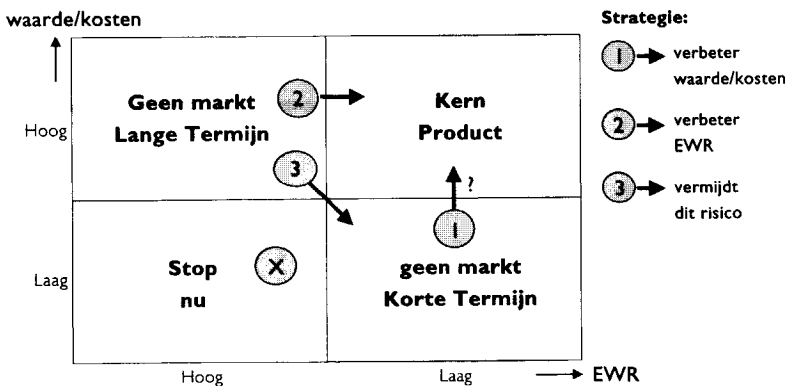 waarde/kosten
Hoog
Geen markt
Lange Termijn
2
3
Kern
Product
?
Laag
Stop
nu
X
1
geen markt
Korte Termijn
Hoog
Laag
EWR
Strategie:
1 verbeter
waarde/kosten
2 verbeter
EWR
3 vermijdt
dit risico